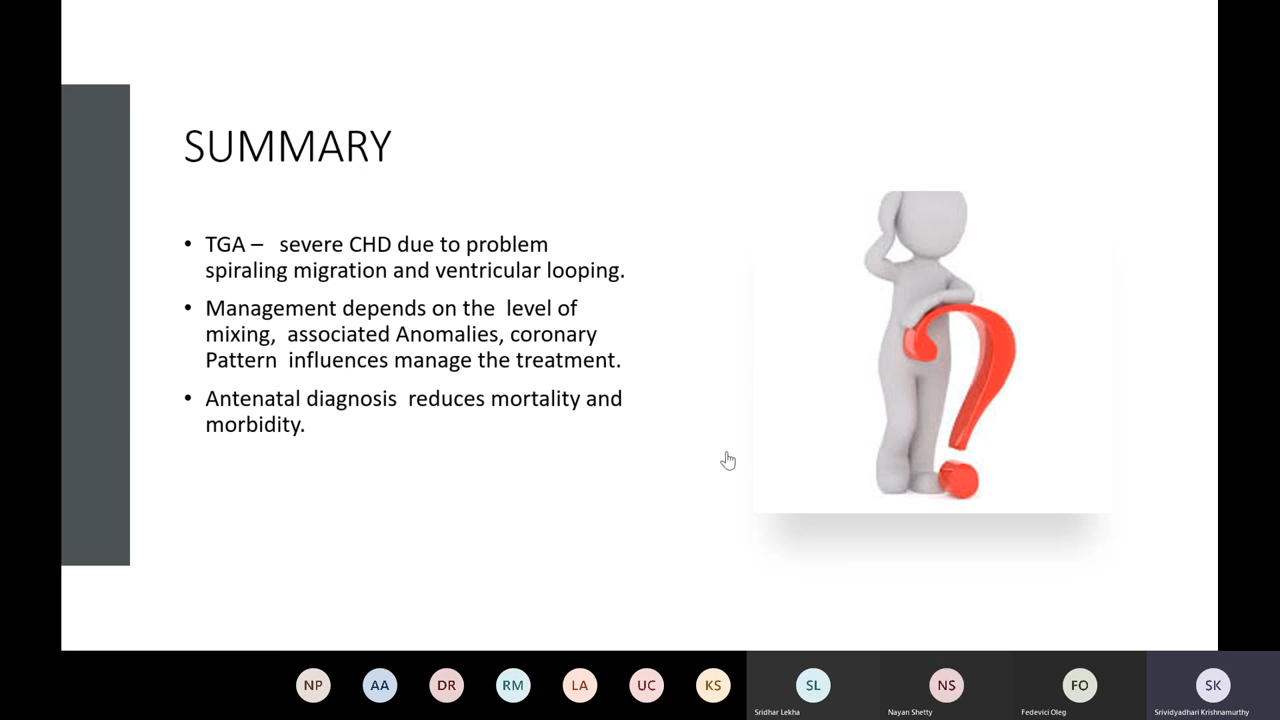 SUMMARY
• TGA – severe CHD due to problem
spiraling migration and ventricular looping.
• Management depends on the level of
mixing, associated Anomalies, coronary
Pattern influences manage the treatment.
• Antenatal diagnosis reduces mortality and
morbidity.
NP AA DR RM LA UC KS SL NS FO SK
Sridhar Lekha Nayan Shetty Fedevici Oleg Srividyadhari Krishnamurthy